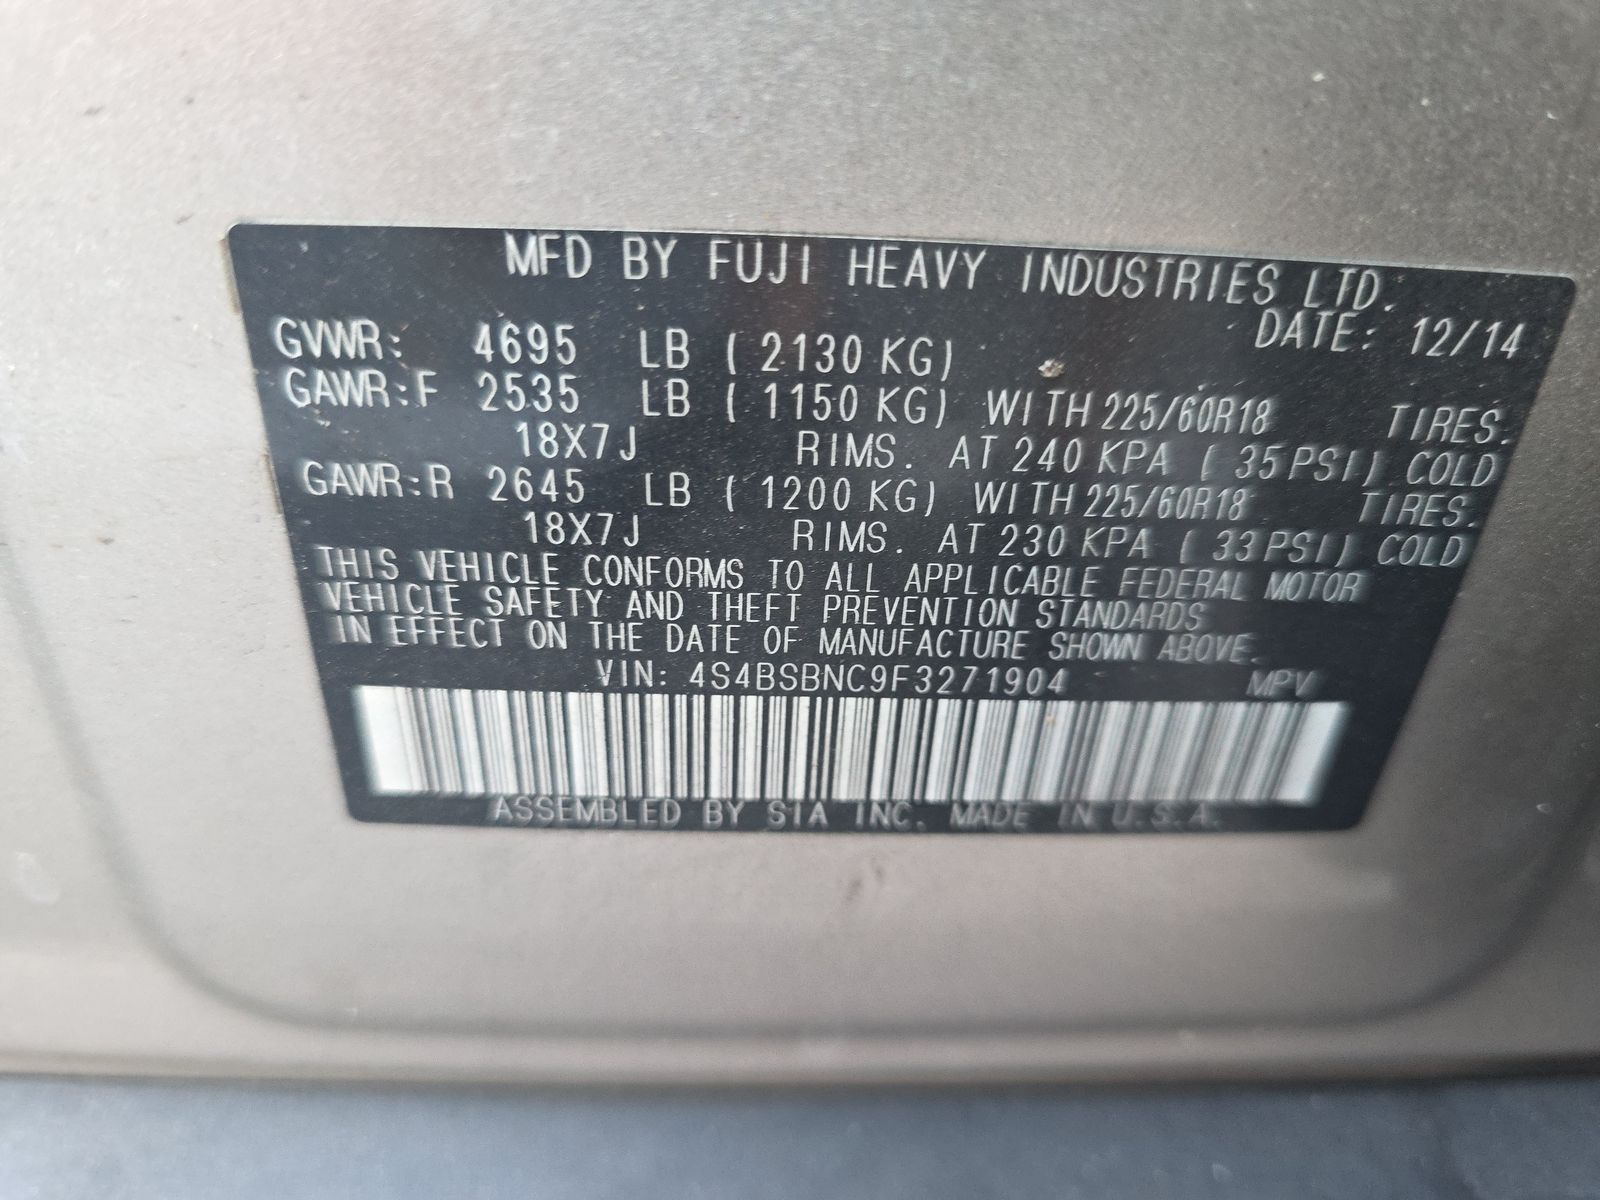 MFD BY FUJI HEAVY INDUSTRIES LTD.
DATE: 12/14
GVWR: 4695 LB ( 2130 KG)
GAWR:F 2535 LB ( 1150 KG) WITH 225/60R18 TIRES.
18X7J RIMS. AT 240 KPA ( 35PSI) COLD
GAWR:R 2645 LB ( 1200 KG) WITH 225/60R18 TIRES.
18X7J RIMS. AT 230 KPA ( 33PSI) COLD
THIS VEHICLE CONFORMS TO ALL APPLICABLE FEDERAL MOTOR
VEHICLE SAFETY AND THEFT PREVENTION STANDARDS
IN EFFECT ON THE DATE OF MANUFACTURE SHOWN ABOVE.
VIN: 4S4BSBNC9F3271904 MPV
ASSEMBLED BY SIA INC. MADE IN U.S.A.